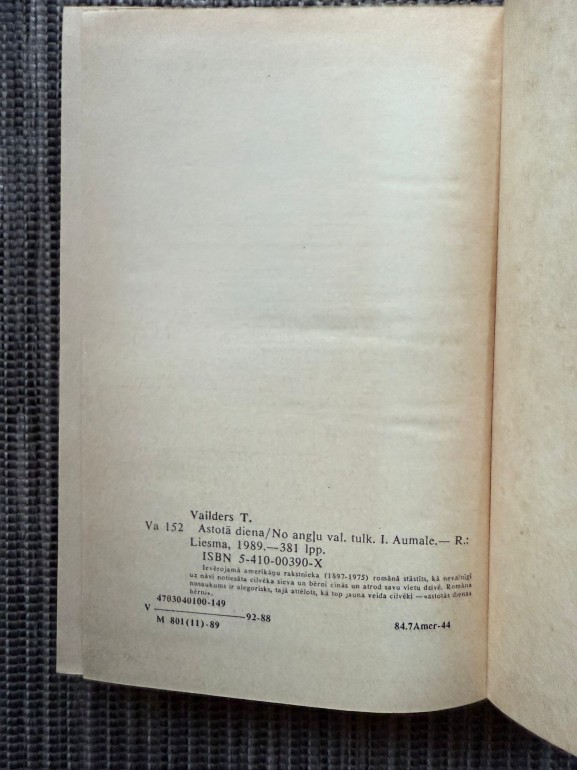 Vailders T.
Va 152 Astotā diena/No angļu val. tulk. I. Aumale.— R.:
Liesma, 1989.—381 lpp.
ISBN 5-410-00390-X
Ievērojamā amerikāņu rakstnieka (1897-1975) romānā stāstīts, kā nevainīgi
uz nāvi notiesāta cilvēka sieva un bērni cīnās un atrod savu vietu dzīvē. Romāna
nosaukums ir alegorisks, tajā attēlots, kā top jauna veida cilvēki —«astotās dienas
bērni».
4703040100-149
V ———— 92-88
M 801(11)-89 84.7Amer-44